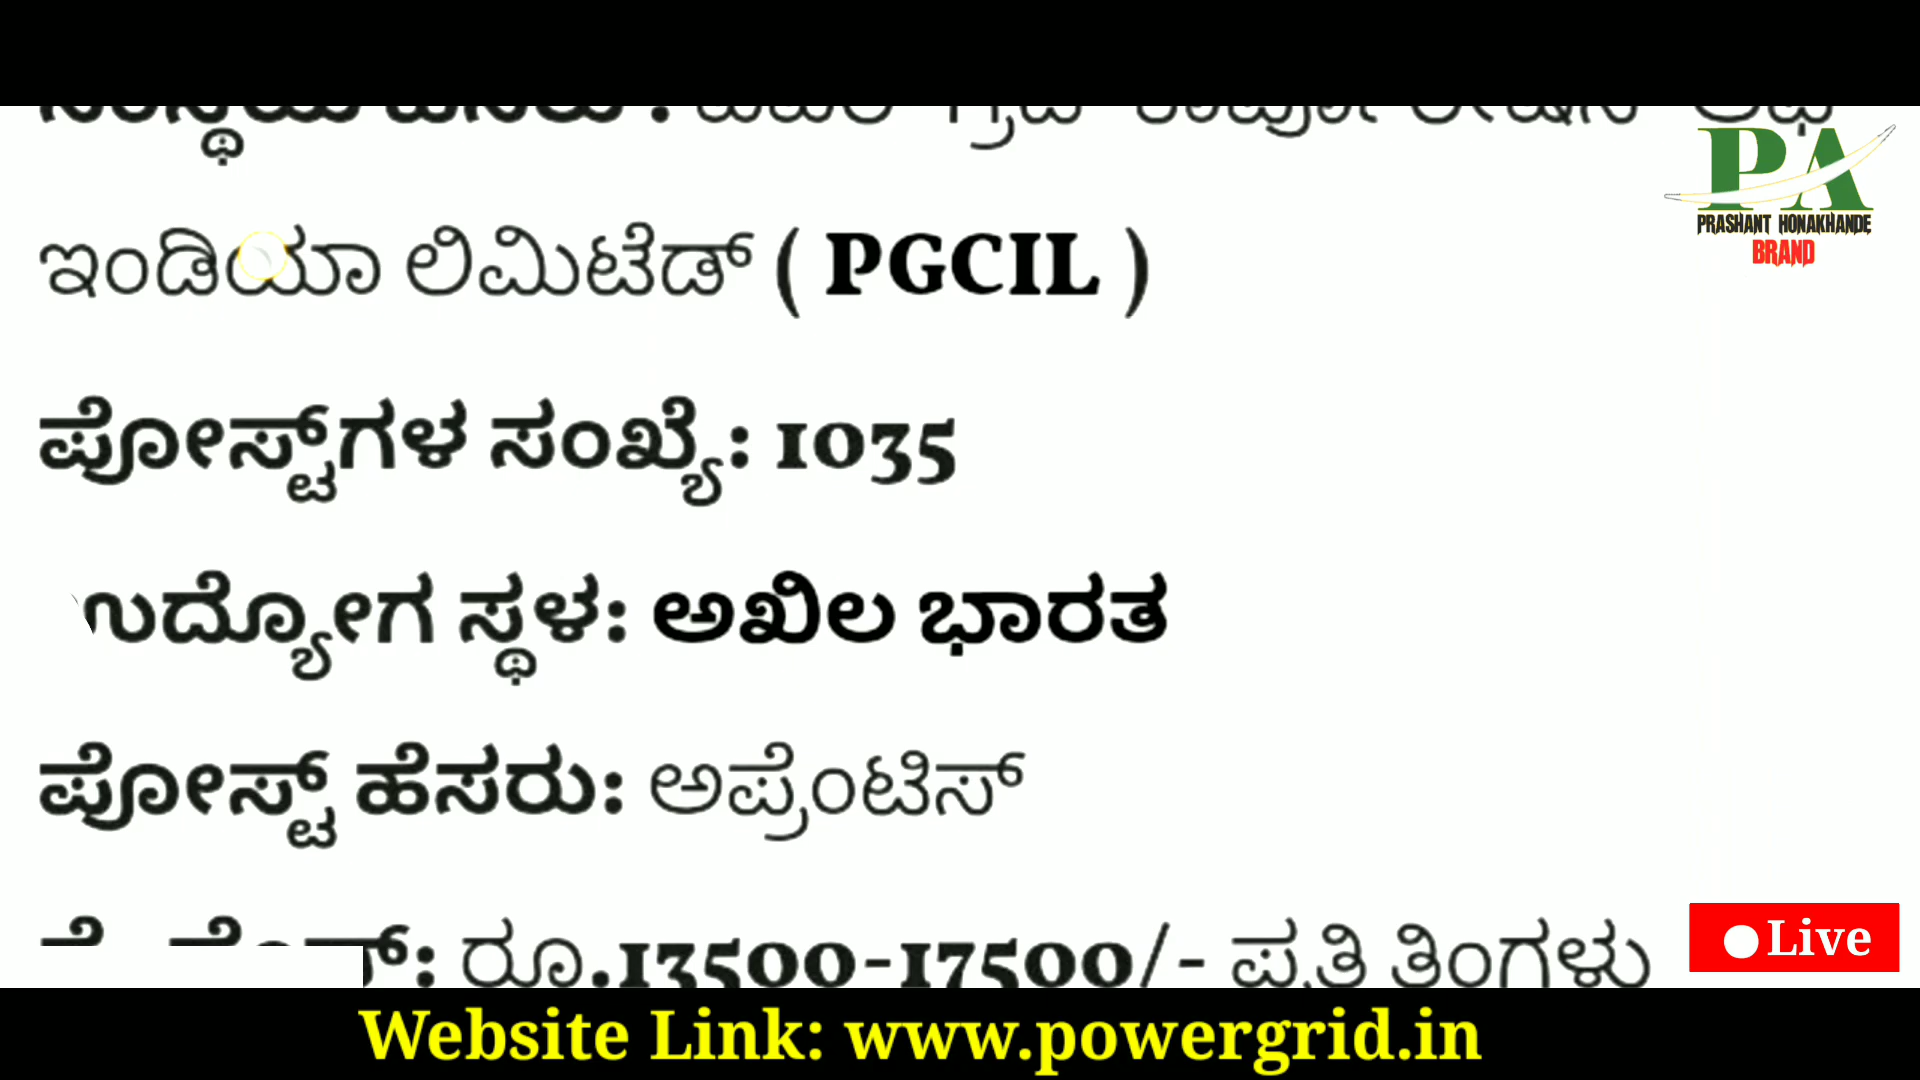 ಇಂಡಿಯಾ ಲಿಮಿಟೆಡ್ ( PGCIL )
PA
PRASHANT HONAKHANDE
BRAND
ಪೋಸ್ಟ್‌ಗಳ ಸಂಖ್ಯೆ: 1035
ಉದ್ಯೋಗ ಸ್ಥಳ: ಅಖಿಲ ಭಾರತ
ಪೋಸ್ಟ್ ಹೆಸರು: ಅಪ್ರೆಂಟಿಸ್
ರೂ.13500-17500/- ಪ್ರತಿ ತಿಂಗಳು
Live
Website Link: www.powergrid.in